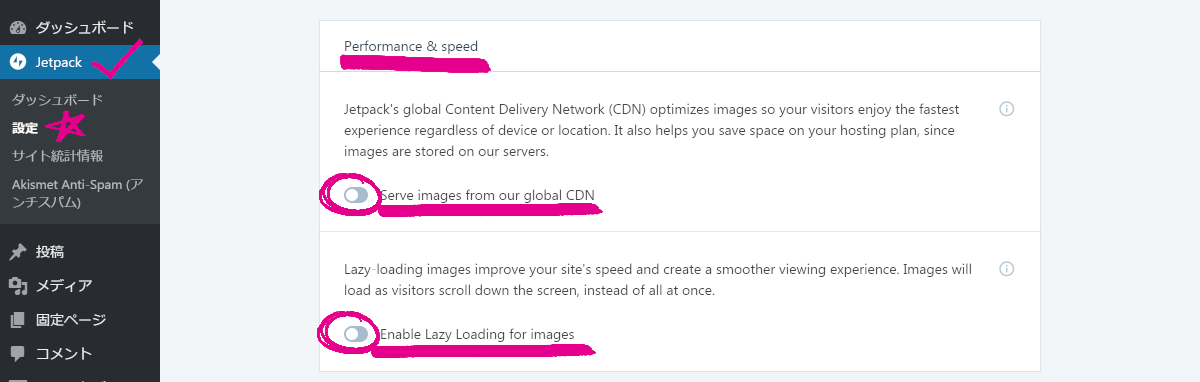 ダッシュボード
Jetpack
ダッシュボード
設定
サイト統計情報
Akismet Anti-Spam (ア
ンチスパム)
投稿
メディア
固定ページ
コメント
Performance & speed
Jetpack's global Content Delivery Network (CDN) optimizes images so your visitors enjoy the fastest
experience regardless of device or location. It also helps you save space on your hosting plan, since
images are stored on our servers.
Serve images from our global CDN
Lazy-loading images improve your site's speed and create a smoother viewing experience. Images will
load as visitors scroll down the screen, instead of all at once.
Enable Lazy Loading for images